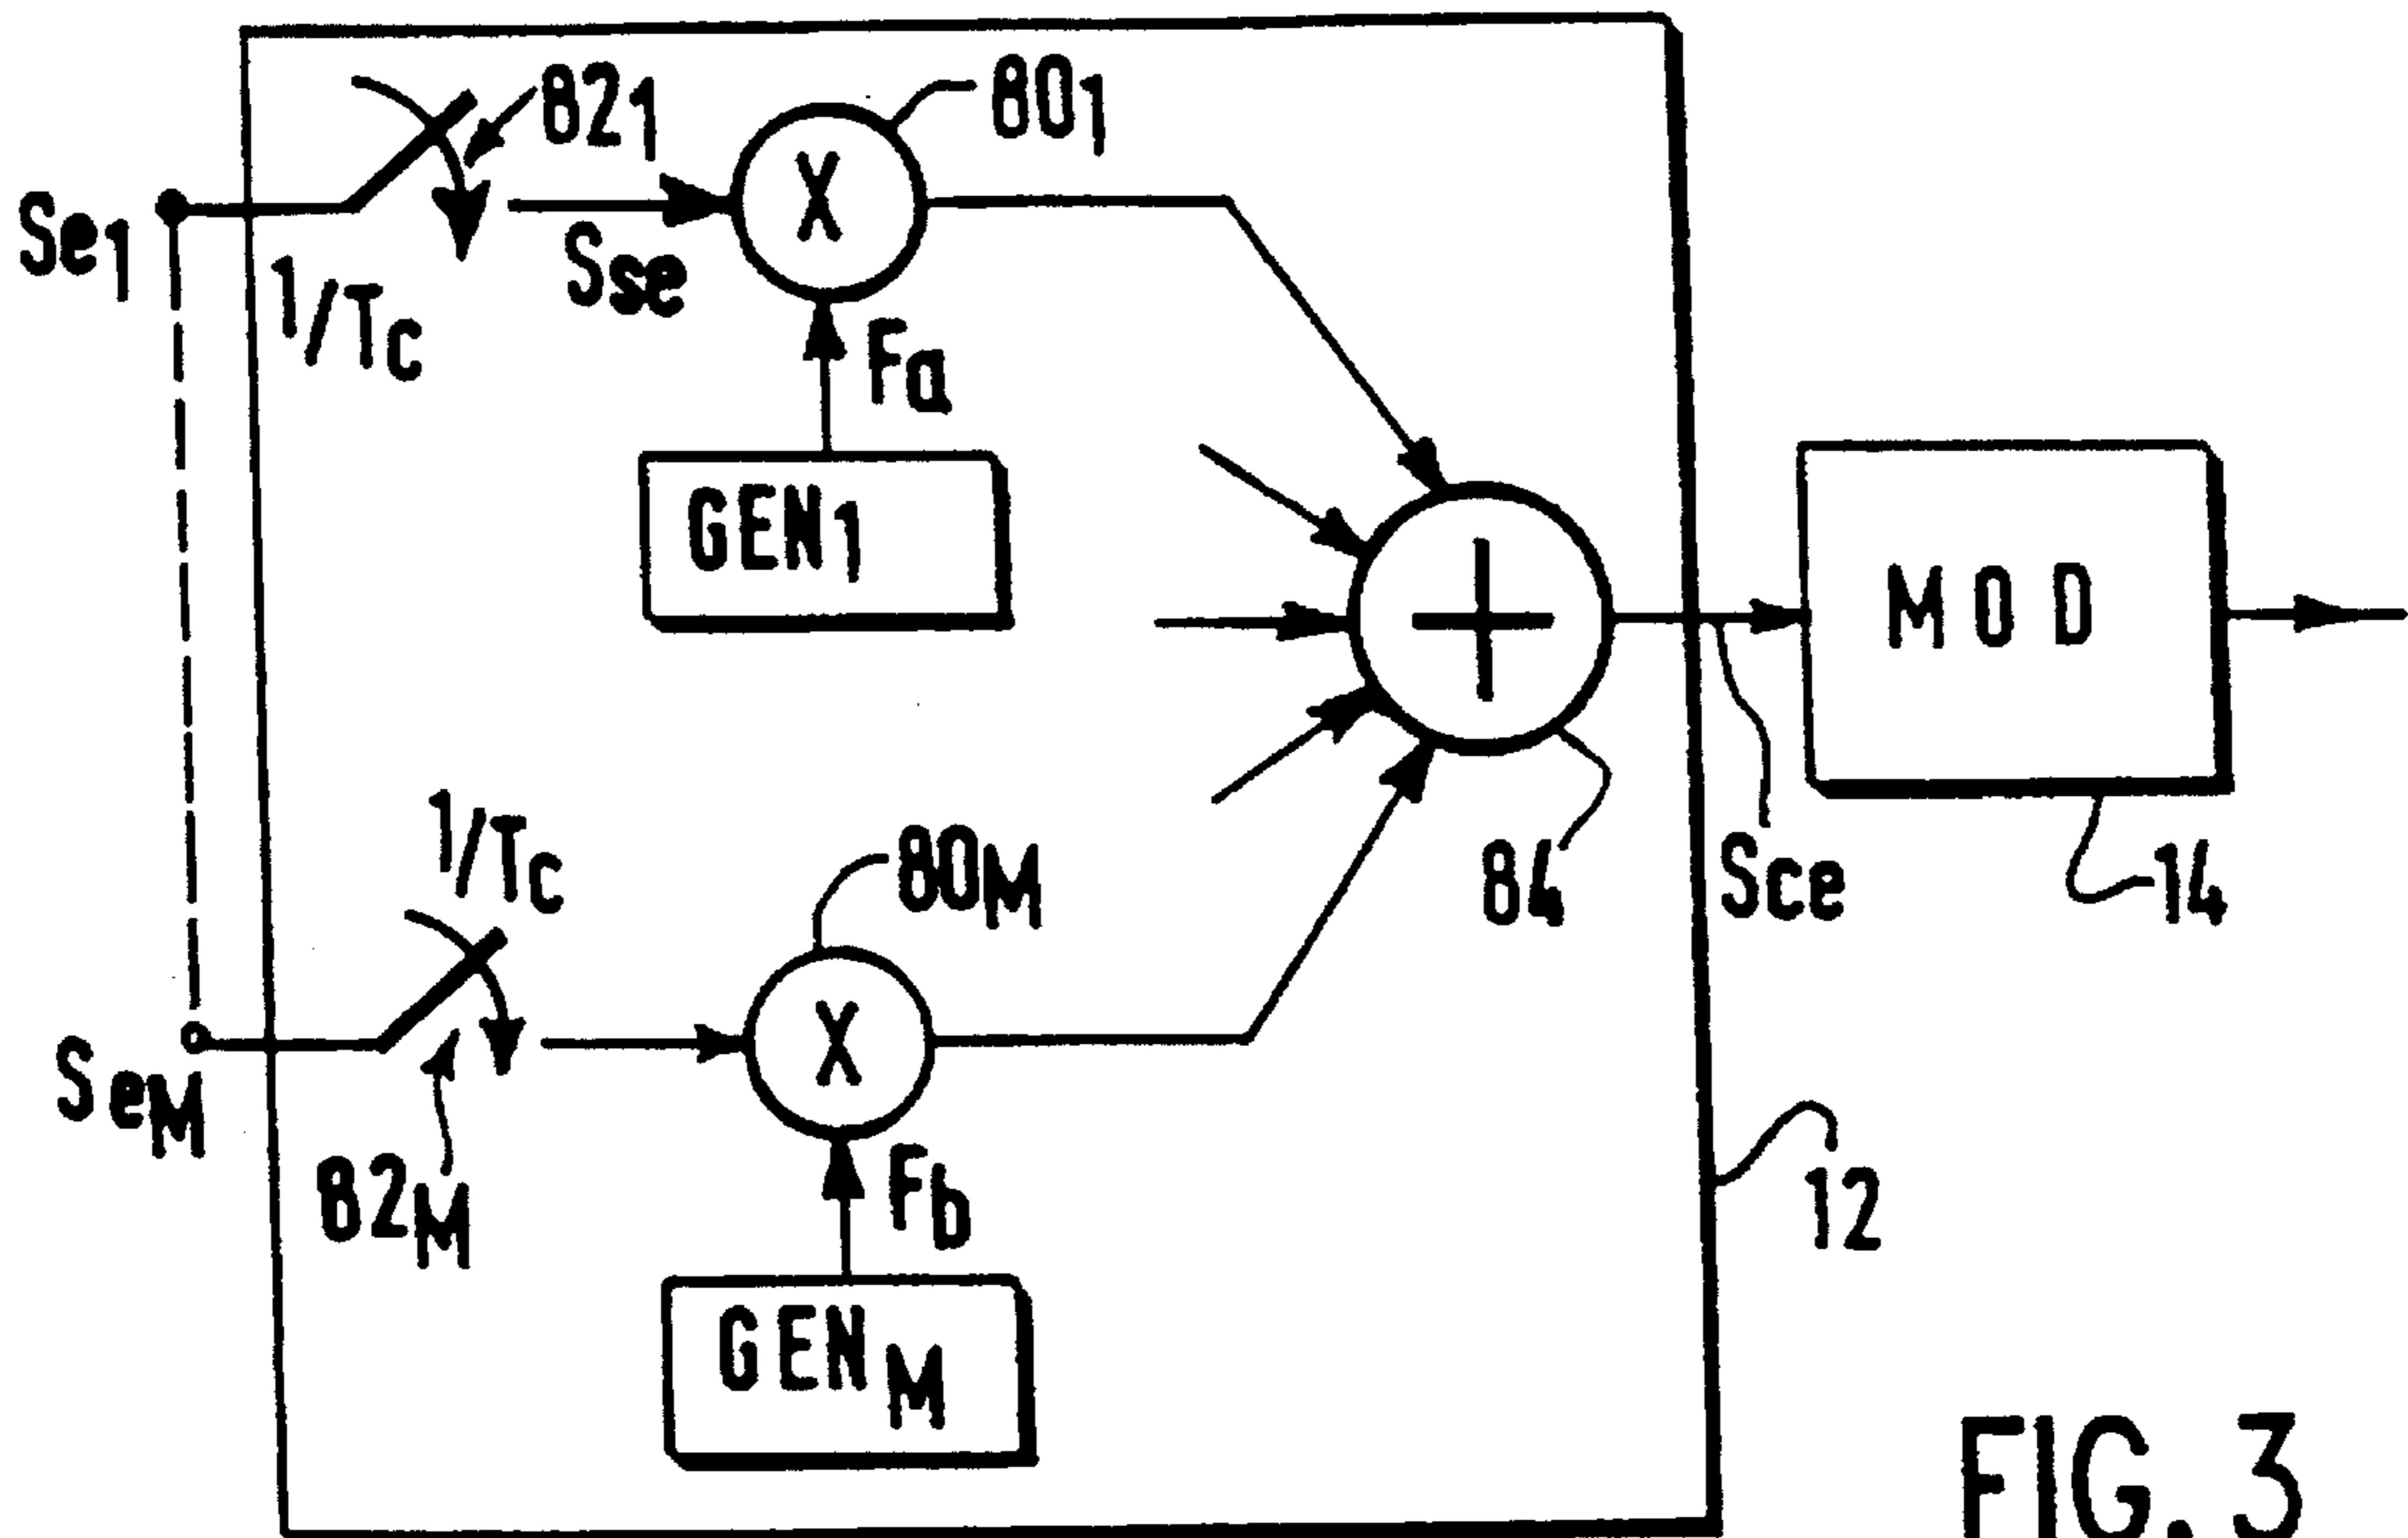 82₁
80₁
X
Se₁
Sse
1/Tc
Fa
GEN₁
MOD
1/Tc
80M
84
Sce
14
X
SeM
82M
Fb
12
GENM
FIG. 3